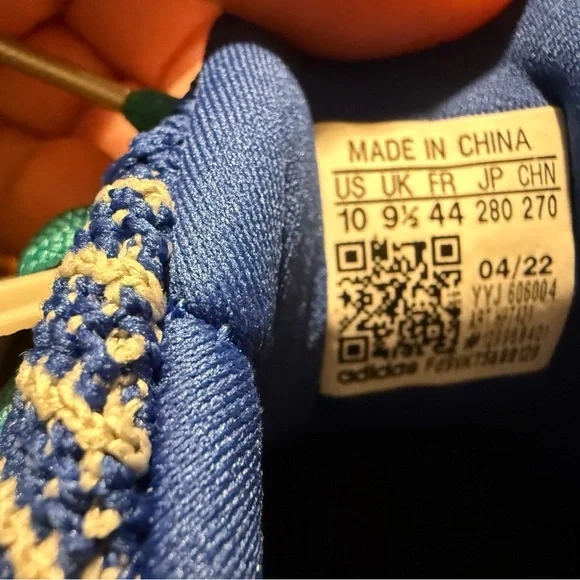 MADE IN CHINA
US UK FR JP CHN
10 9½ 44 280 270
04/22
YYJ 606004
adidas